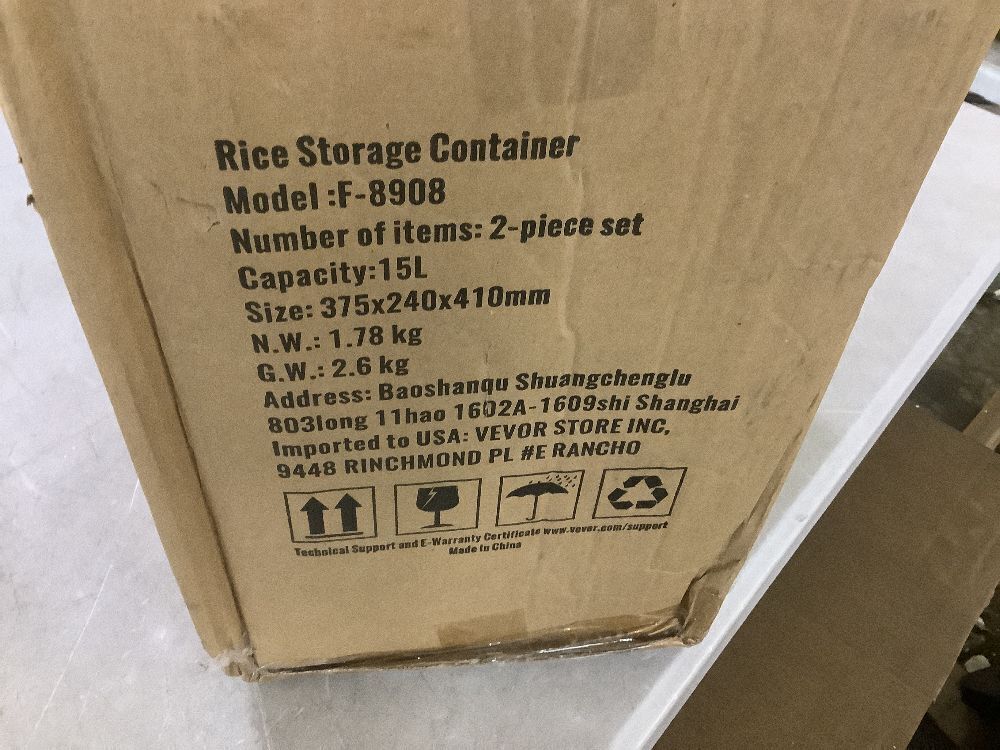 Rice Storage Container
Model :F-8908
Number of items: 2-piece set
Capacity:15L
Size: 375x240x410mm
N.W.: 1.78 kg
G.W.: 2.6 kg
Address: Baoshanqu Shuangchenglu
803long 11hao 1602A-1609shi Shanghai
Imported to USA: VEVOR STORE INC,
9448 RINCHMOND PL #E RANCHO
Technical Support and E-Warranty Certificate www.vevor.com/support
Made In China